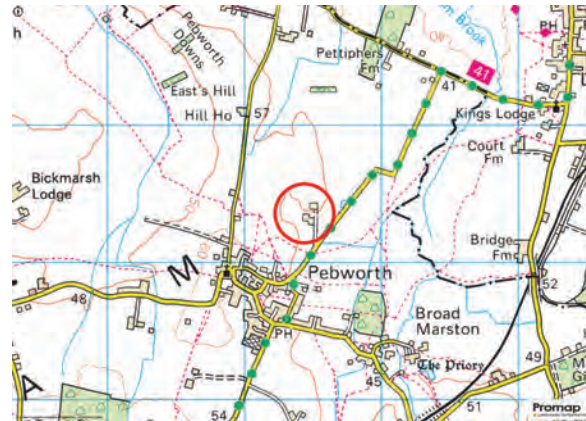 h
Pebworth
Downs
East's Hill
Hill Ho
57
Pettiphers
Fm
Brook
41
41
PH
Kings Lodge
Court
Fm
Bickmarsh
Lodge
M
Pebworth
48
Bridge
Fm
52
Broad
Marston
The Priory
PH
45
49
51
54
A
M
Promap